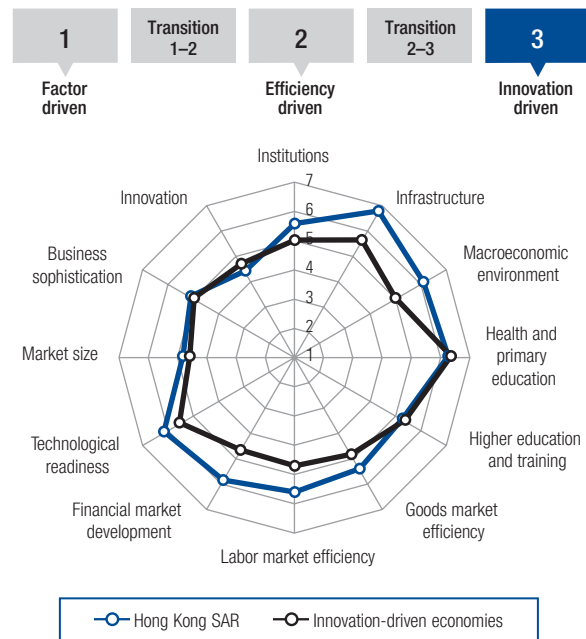 1
Transition
1–2
2
Transition
2–3
3
Factor
driven
Efficiency
driven
Innovation
driven
Institutions
7
Innovation
Infrastructure
6
Business
sophistication
5
Macroeconomic
environment
4
3
Market size
2
Health and
primary
education
1
Technological
readiness
Higher education
and training
Financial market
development
Goods market
efficiency
Labor market efficiency
Hong Kong SAR
Innovation-driven economies